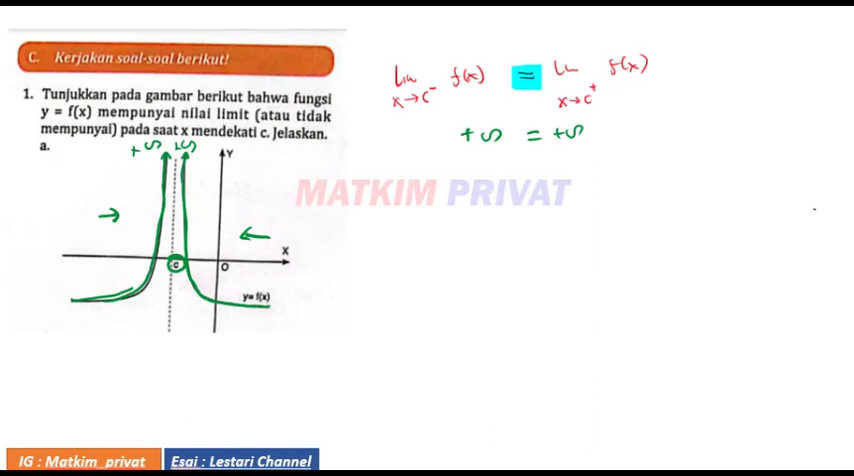 C. Kerjakan soal-soal berikut!
1. Tunjukkan pada gambar berikut bahwa fungsi
y = f(x) mempunyai nilai limit (atau tidak
mempunyai) pada saat x mendekati c. Jelaskan.
a.
+∞ +∞
Y
X
c
O
y= f(x)
lim f(x) = lim f(x)
x→c⁻ x→c⁺
+∞ = +∞
MATKIM PRIVAT
IG : Matkim_privat
Esai : Lestari Channel